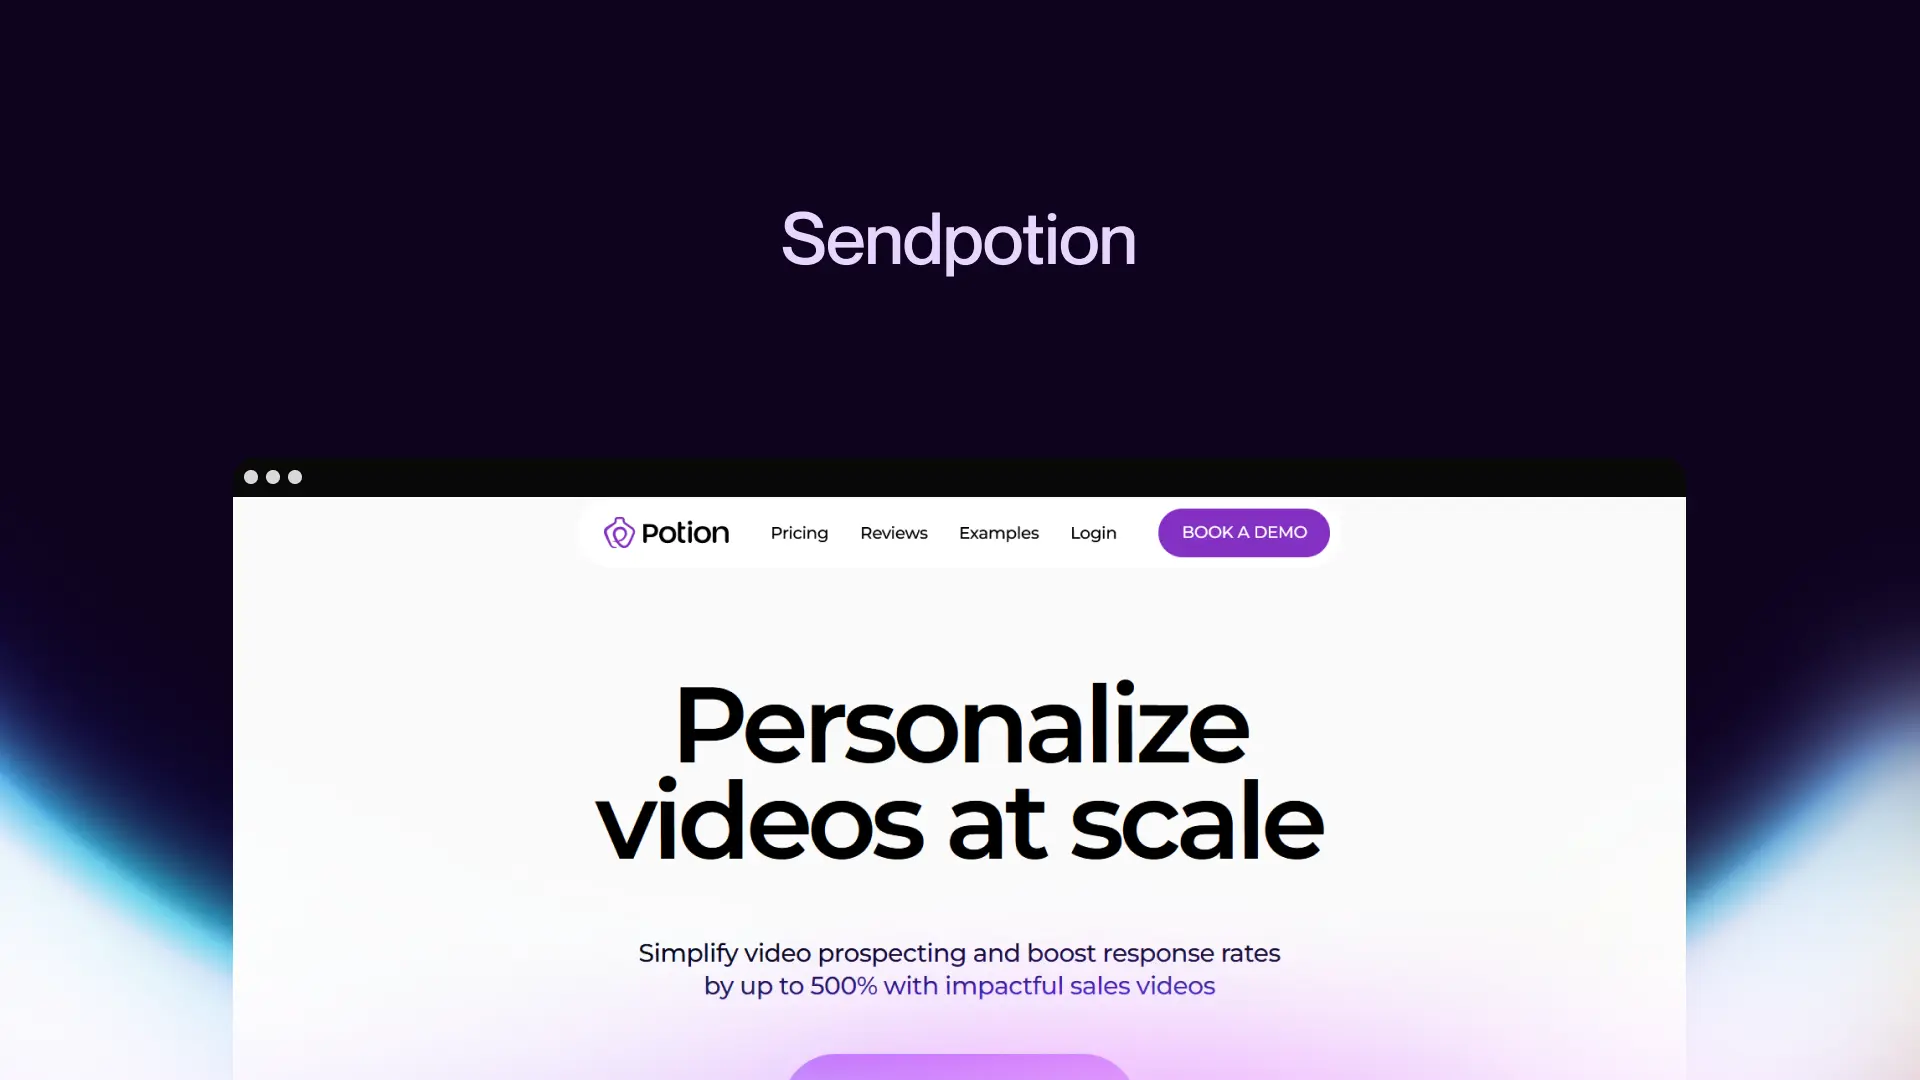 Sendpotion
Potion Pricing Reviews Examples Login BOOK A DEMO
Personalize
videos at scale
Simplify video prospecting and boost response rates
by up to 500% with impactful sales videos